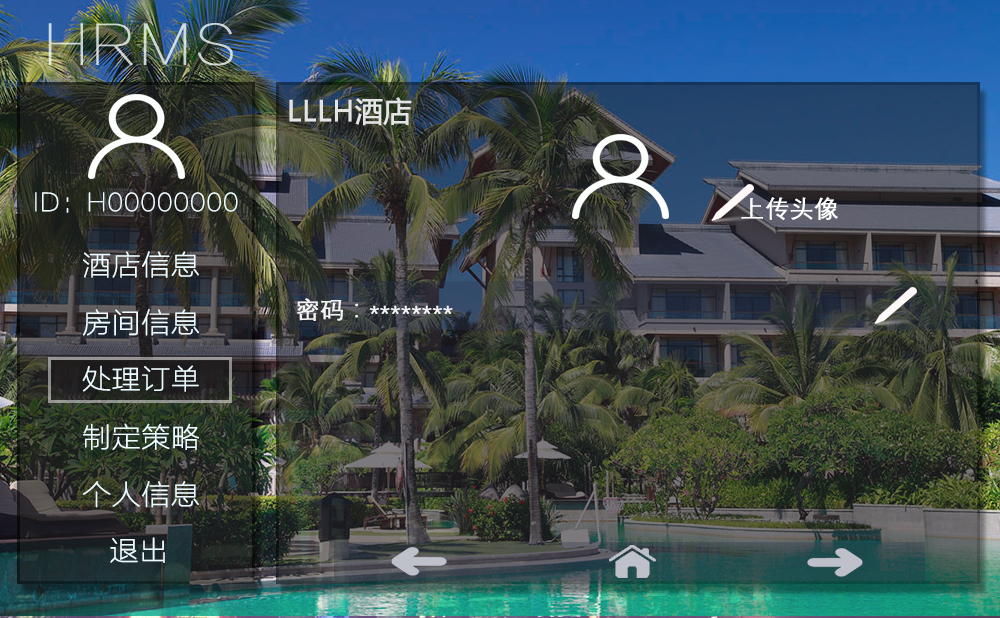 HRMS
LLLH酒店
ID：H00000000
上传头像
酒店信息
密码：********
房间信息
处理订单
制定策略
个人信息
退出